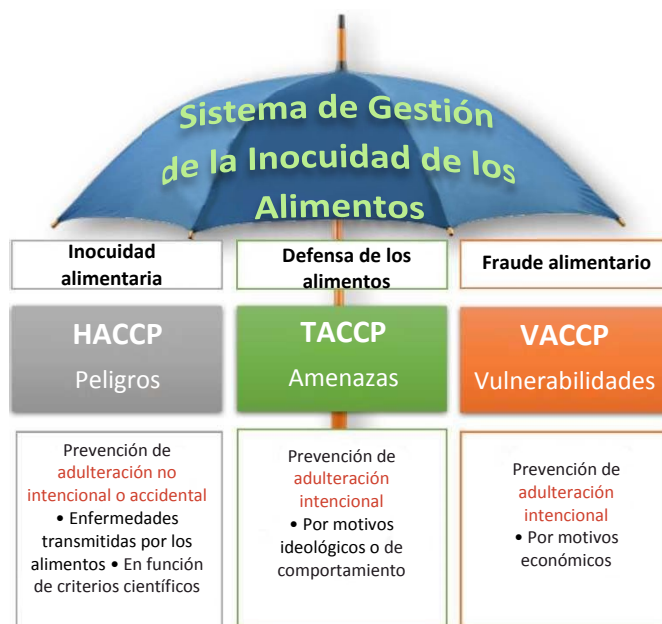 Sistema de Gestión
de la Inocuidad de los
Alimentos
Inocuidad
alimentaria
Defensa de los
alimentos
Fraude alimentario
HACCP
Peligros
TACCP
Amenazas
VACCP
Vulnerabilidades
Prevención de
adulteración no
intencional o accidental
• Enfermedades
transmitidas por los
alimentos • En función
de criterios científicos
Prevención de
adulteración
intencional
• Por motivos
ideológicos o de
comportamiento
Prevención de
adulteración
intencional
• Por motivos
económicos